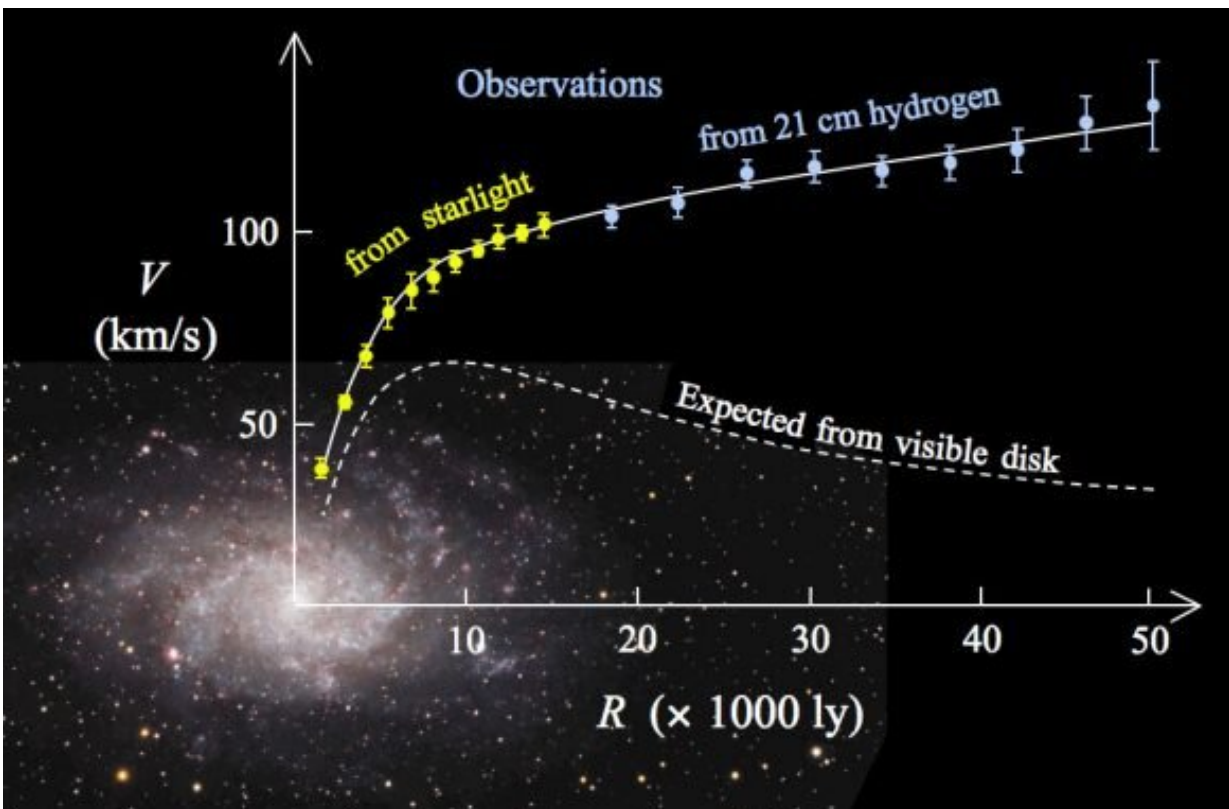 Observations
from 21 cm hydrogen
from starlight
100
V
(km/s)
50
Expected from visible disk
10 20 30 40 50
R (× 1000 ly)